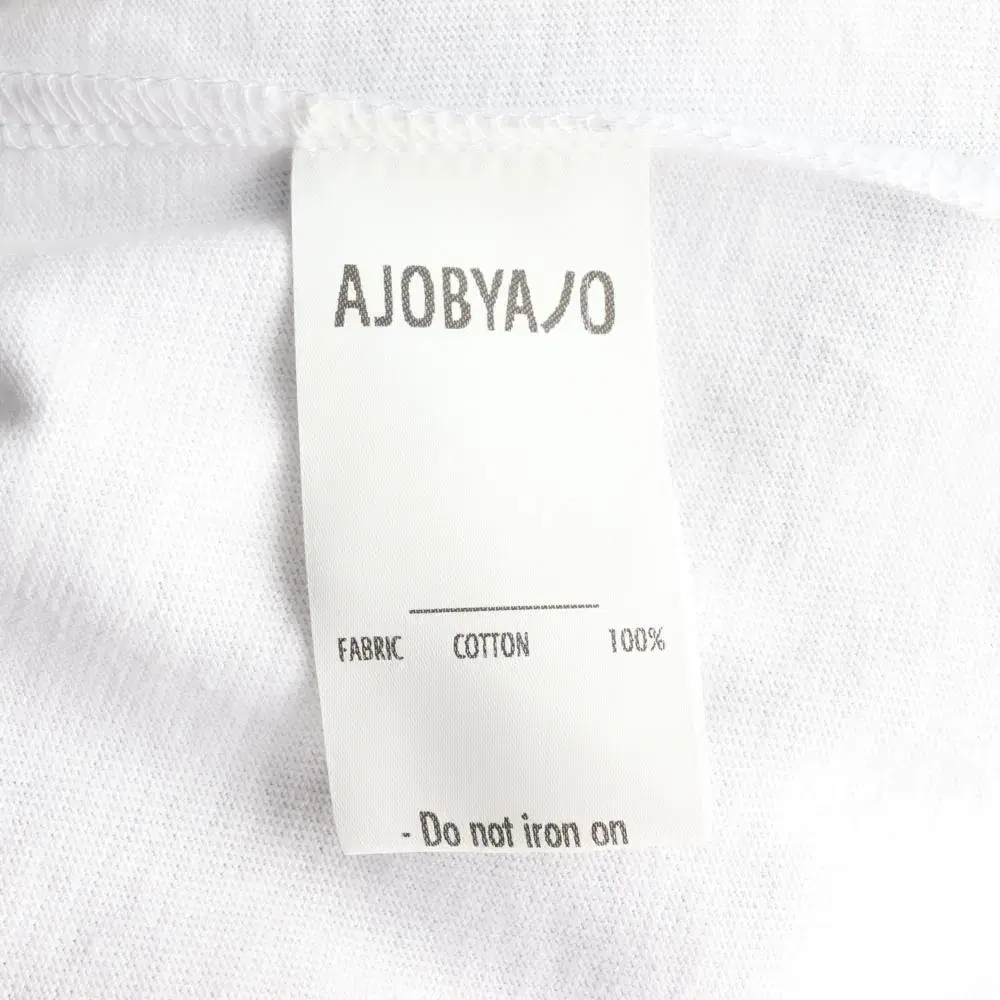 AJOBYAJO
FABRIC COTTON 100%
- Do not iron on